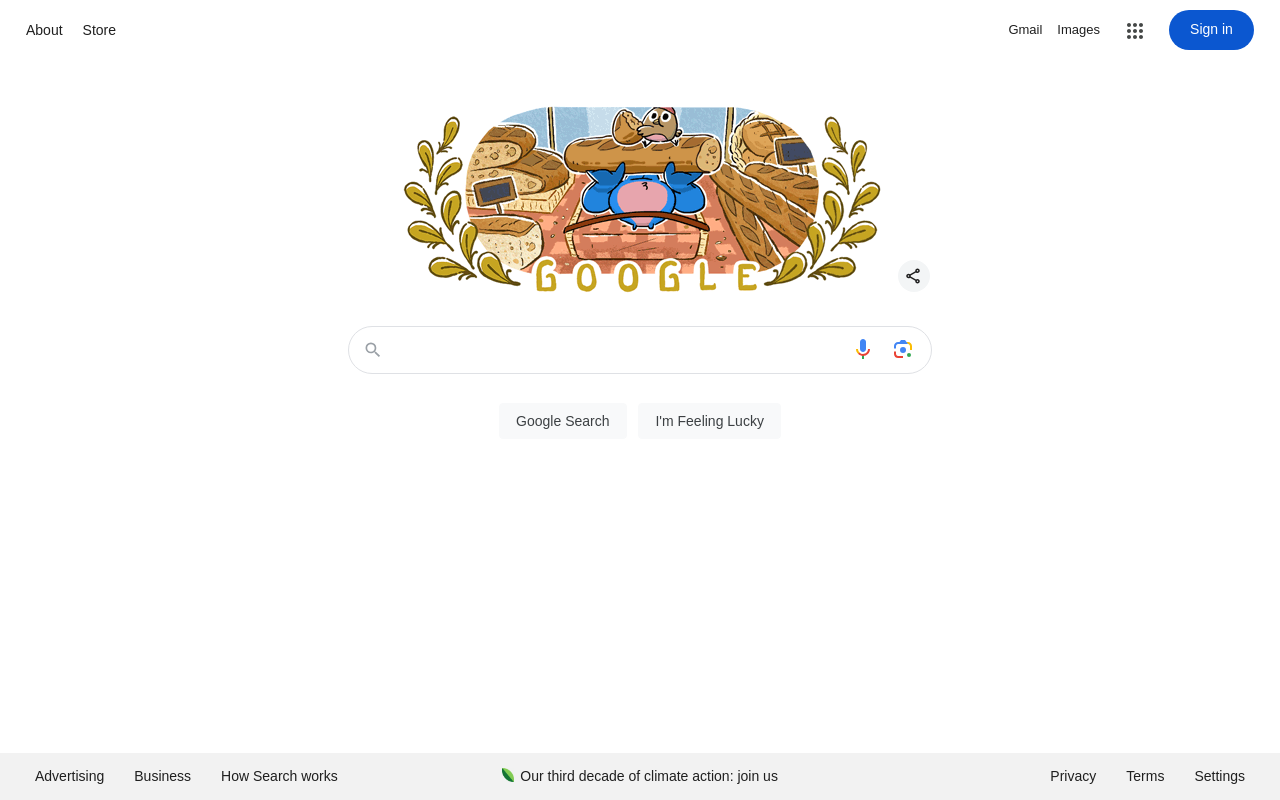 About Store
Gmail Images
Sign in
GOOGLE
Google Search
I'm Feeling Lucky
Advertising Business How Search works
Our third decade of climate action: join us
Privacy Terms Settings